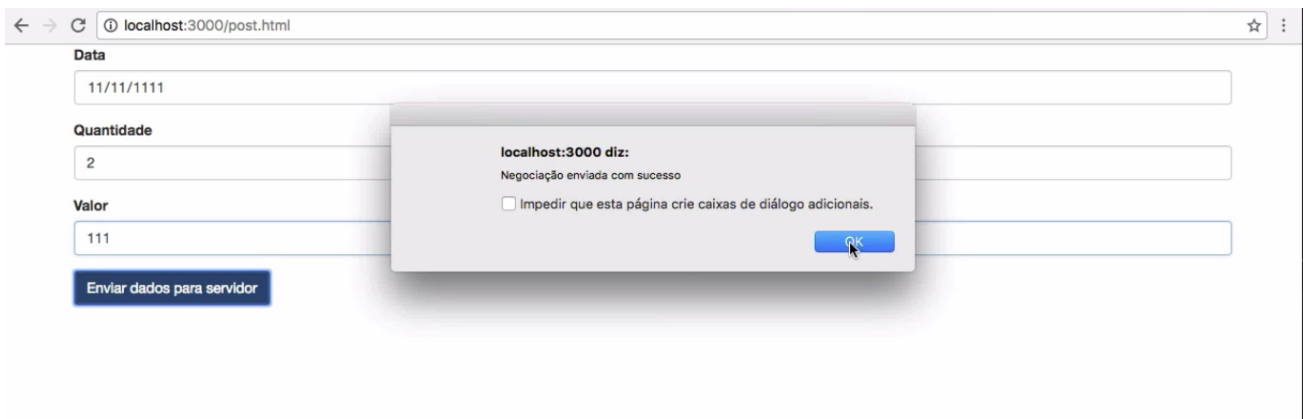 localhost:3000/post.html
Data
11/11/1111
Quantidade
2
Valor
111
Enviar dados para servidor
localhost:3000 diz:
Negociação enviada com sucesso
Impedir que esta página crie caixas de diálogo adicionais.
OK